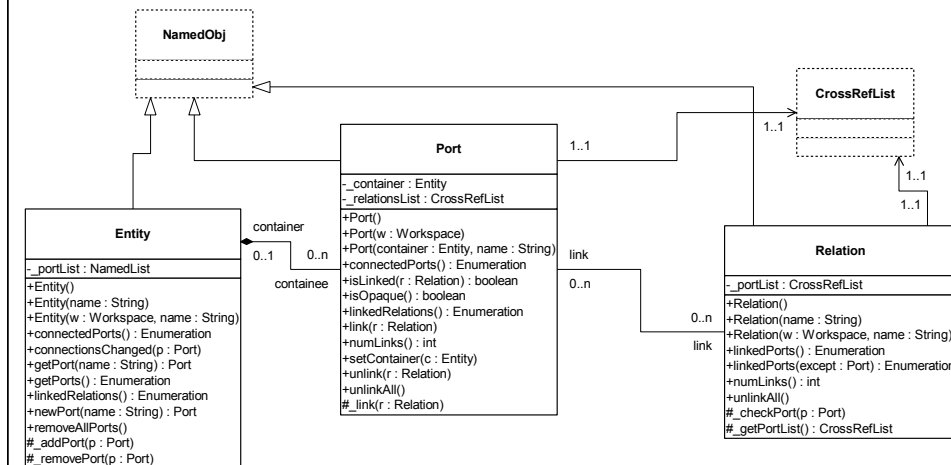 NamedObj
CrossRefList
1..1
1..1
1..1
1..1
Port
-_container : Entity
-_relationsList : CrossRefList
+Port()
+Port(w : Workspace)
+Port(container : Entity, name : String)
+connectedPorts() : Enumeration
+isLinked(r : Relation) : boolean
+isOpaque() : boolean
+linkedRelations() : Enumeration
+link(r : Relation)
+numLinks() : int
+setContainer(c : Entity)
+unlink(r : Relation)
+unlinkAll()
#_link(r : Relation)
Entity
-_portList : NamedList
+Entity()
+Entity(name : String)
+Entity(w : Workspace, name : String)
+connectedPorts() : Enumeration
+connectionsChanged(p : Port)
+getPort(name : String) : Port
+getPorts() : Enumeration
+linkedRelations() : Enumeration
+newPort(name : String) : Port
+removeAllPorts()
#_addPort(p : Port)
#_removePort(p : Port)
container
0..1
0..n
containee
link
0..n
0..n
link
Relation
-_portList : CrossRefList
+Relation()
+Relation(name : String)
+Relation(w : Workspace, name : String)
+linkedPorts() : Enumeration
+linkedPorts(except : Port) : Enumeration
+numLinks() : int
+unlinkAll()
#_checkPort(p : Port)
#_getPortList() : CrossRefList